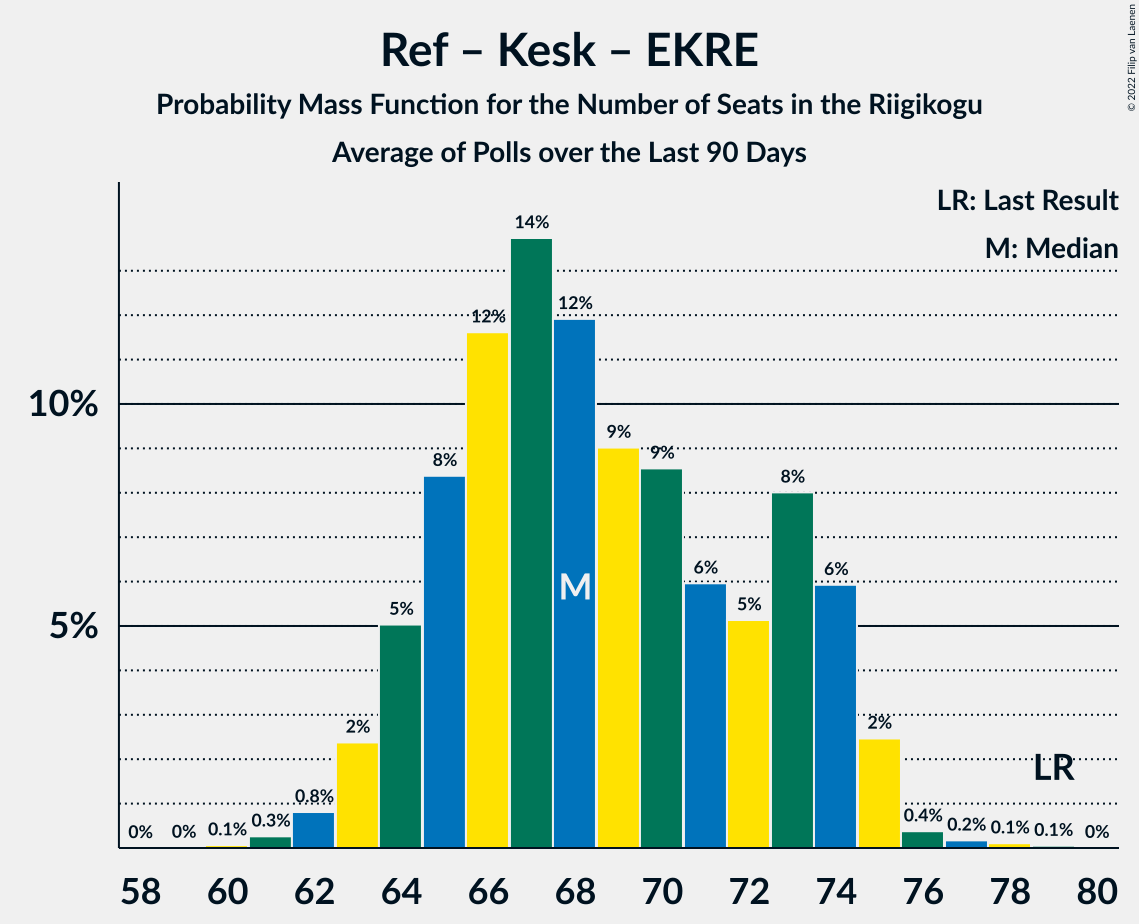 Ref – Kesk – EKRE
Probability Mass Function for the Number of Seats in the Riigikogu
Average of Polls over the Last 90 Days
© 2022 Filip van Laenen
LR: Last Result
M: Median
10%
5%
0%
0%
0.1%
0.3%
0.8%
2%
5%
8%
12%
14%
12%
9%
9%
6%
5%
8%
6%
2%
0.4%
0.2%
0.1%
0.1%
0%
M
LR
58 60 62 64 66 68 70 72 74 76 78 80